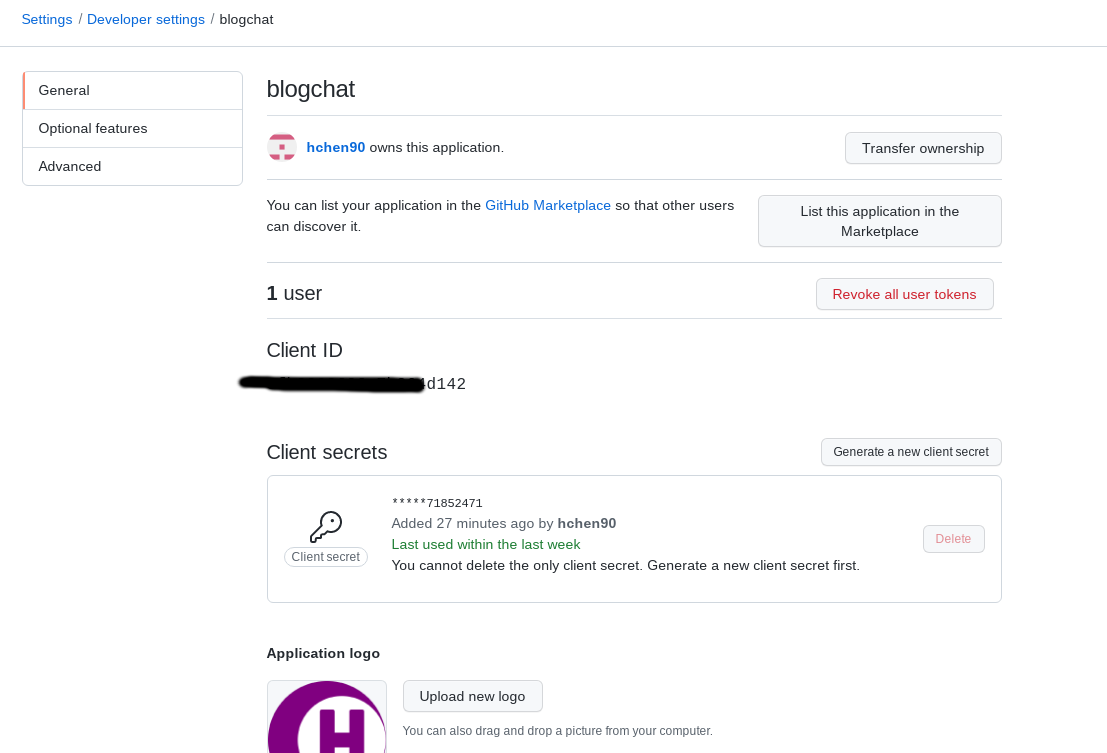 Settings / Developer settings / blogchat
General
Optional features
Advanced
blogchat
hchen90 owns this application.
Transfer ownership
You can list your application in the GitHub Marketplace so that other users
can discover it.
List this application in the
Marketplace
1 user
Revoke all user tokens
Client ID
d142
Client secrets
Generate a new client secret
*****71852471
Added 27 minutes ago by hchen90
Last used within the last week
You cannot delete the only client secret. Generate a new client secret first.
Client secret
Delete
Application logo
H
Upload new logo
You can also drag and drop a picture from your computer.